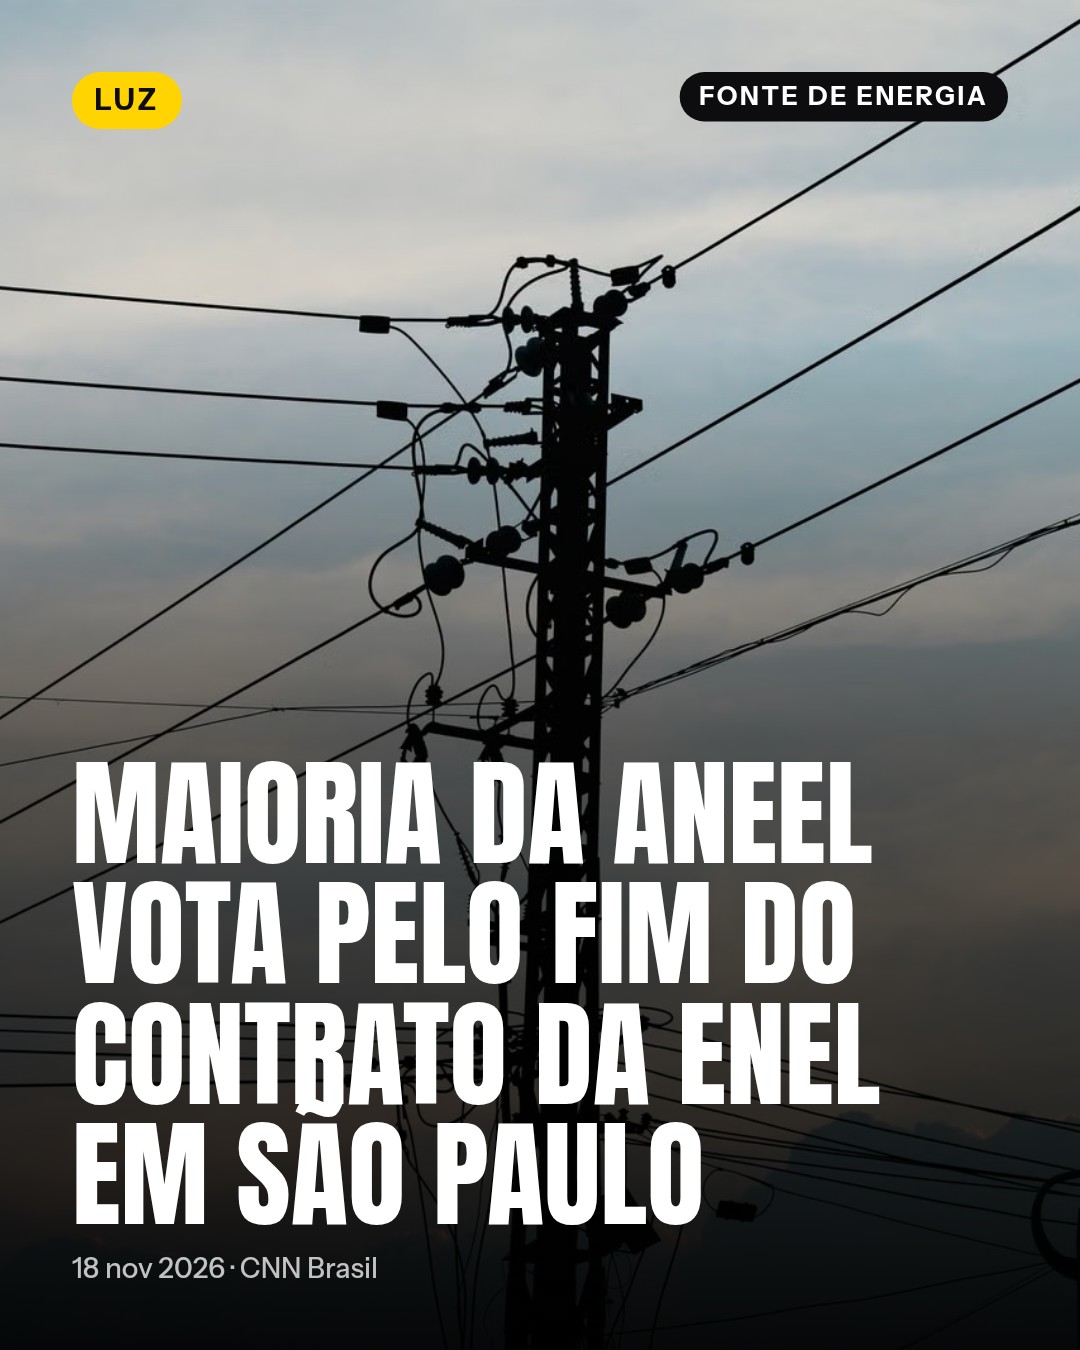 LUZ
FONTE DE ENERGIA
MAIORIA DA ANEEL
VOTA PELO FIM DO
CONTRATO DA ENEL
EM SÃO PAULO
18 nov 2026 · CNN Brasil